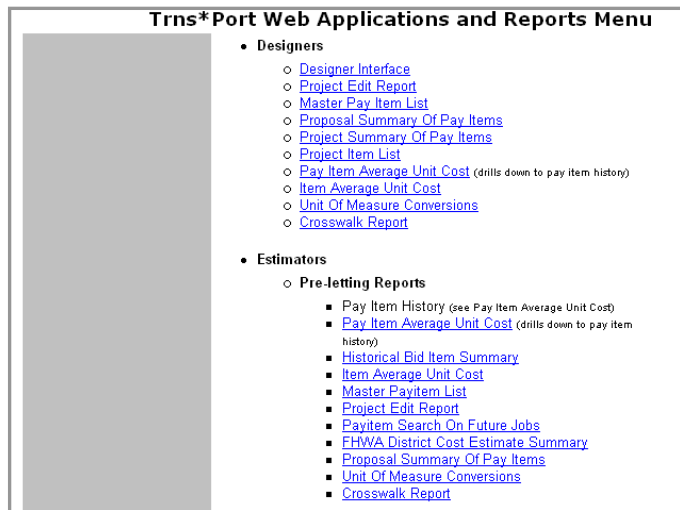 Trns*Port Web Applications and Reports Menu
Designers
Designer Interface
Project Edit Report
Master Pay Item List
Proposal Summary Of Pay Items
Project Summary Of Pay Items
Project Item List
Pay Item Average Unit Cost (drills down to pay item history)
Item Average Unit Cost
Unit Of Measure Conversions
Crosswalk Report
Estimators
Pre-letting Reports
Pay Item History (see Pay Item Average Unit Cost)
Pay Item Average Unit Cost (drills down to pay item
history)
Historical Bid Item Summary
Item Average Unit Cost
Master Payitem List
Project Edit Report
Payitem Search On Future Jobs
FHWA District Cost Estimate Summary
Proposal Summary Of Pay Items
Unit Of Measure Conversions
Crosswalk Report